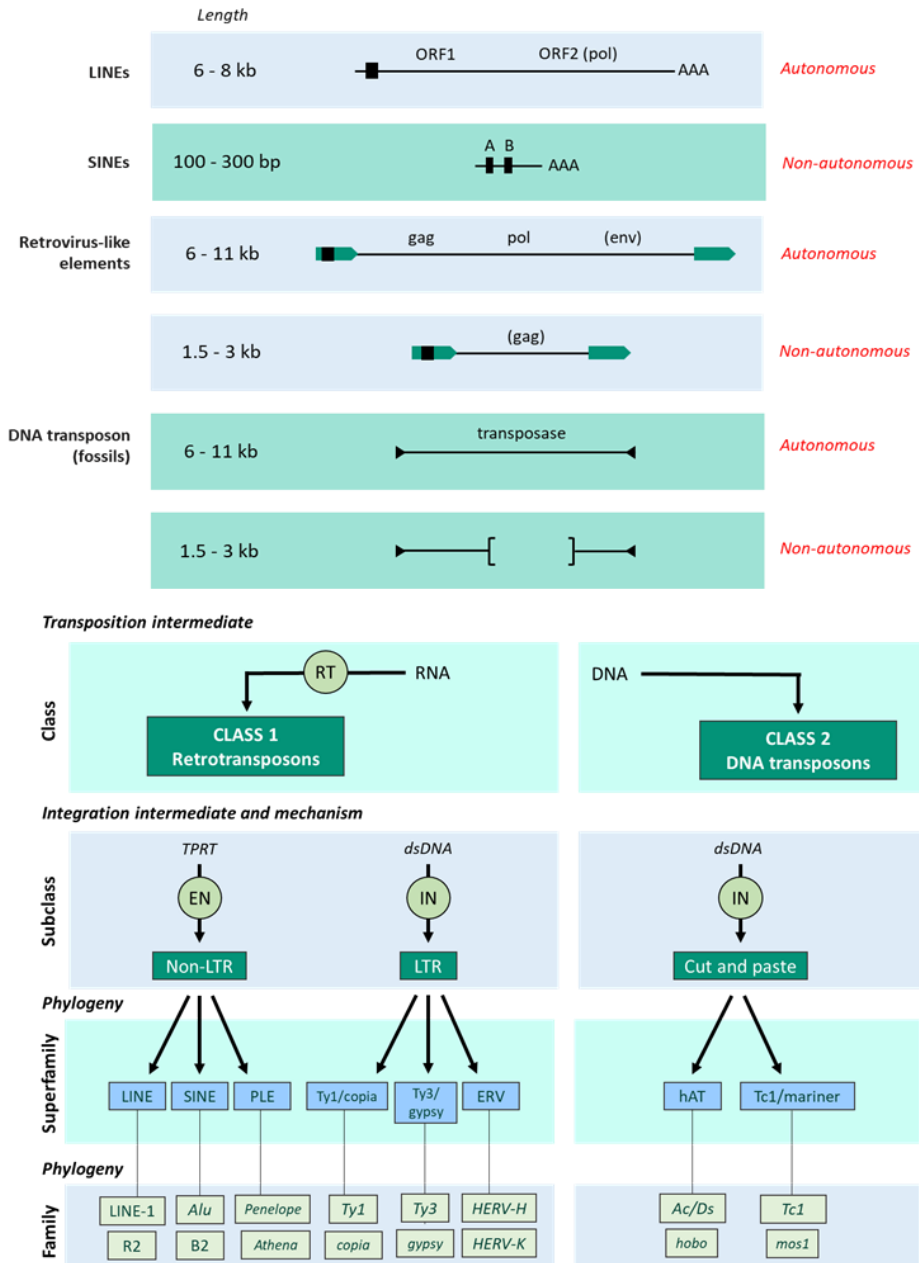 Length
LINEs
6 - 8 kb
ORF1
ORF2 (pol)
AAA
Autonomous
SINEs
100 - 300 bp
A B
AAA
Non-autonomous
Retrovirus-like
elements
6 - 11 kb
gag
pol
(env)
Autonomous
1.5 - 3 kb
(gag)
Non-autonomous
DNA transposon
(fossils)
6 - 11 kb
transposase
Autonomous
1.5 - 3 kb
Non-autonomous
Transposition intermediate
Class
RT
RNA
CLASS 1
Retrotransposons
DNA
CLASS 2
DNA transposons
Integration intermediate and mechanism
Subclass
TPRT
dsDNA
dsDNA
EN
IN
IN
Non-LTR
LTR
Cut and paste
Phylogeny
Superfamily
LINE
SINE
PLE
Ty1/copia
Ty3/
gypsy
ERV
hAT
Tc1/mariner
Phylogeny
Family
LINE-1
Alu
Penelope
Ty1
Ty3
HERV-H
Ac/Ds
Tc1
R2
B2
Athena
copia
gypsy
HERV-K
hobo
mos1